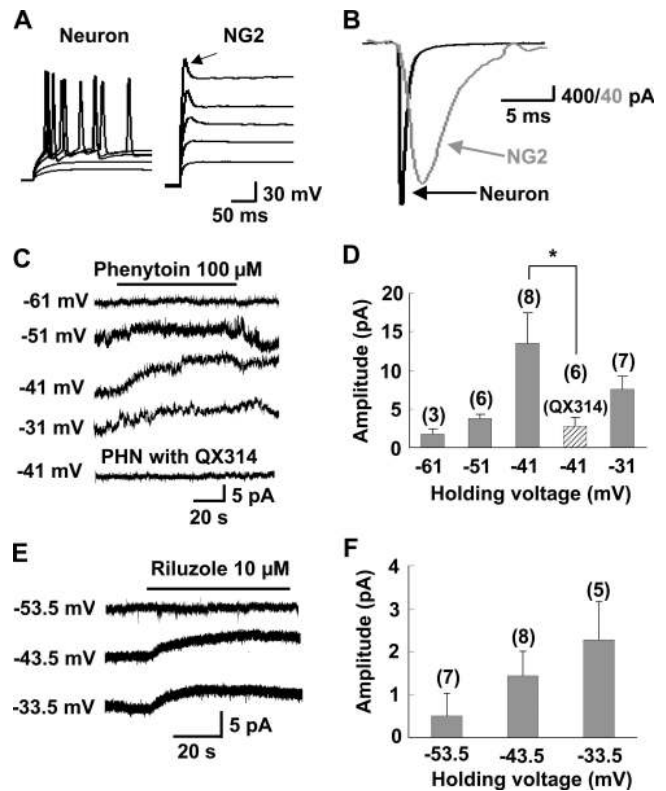 A
Neuron
NG2
30 mV
50 ms
B
400/40 pA
5 ms
NG2
Neuron
C
Phenytoin 100 µM
-61 mV
-51 mV
-41 mV
-31 mV
PHN with QX314
-41 mV
5 pA
20 s
D
*
Amplitude (pA)
20
15
10
5
0
(3)
(6)
(8)
(6)
(QX314)
(7)
-61 -51 -41 -41 -31
Holding voltage (mV)
E
Riluzole 10 µM
-53.5 mV
-43.5 mV
-33.5 mV
5 pA
20 s
F
Amplitude (pA)
4
3
2
1
0
(7)
(8)
(5)
-53.5 -43.5 -33.5
Holding voltage (mV)